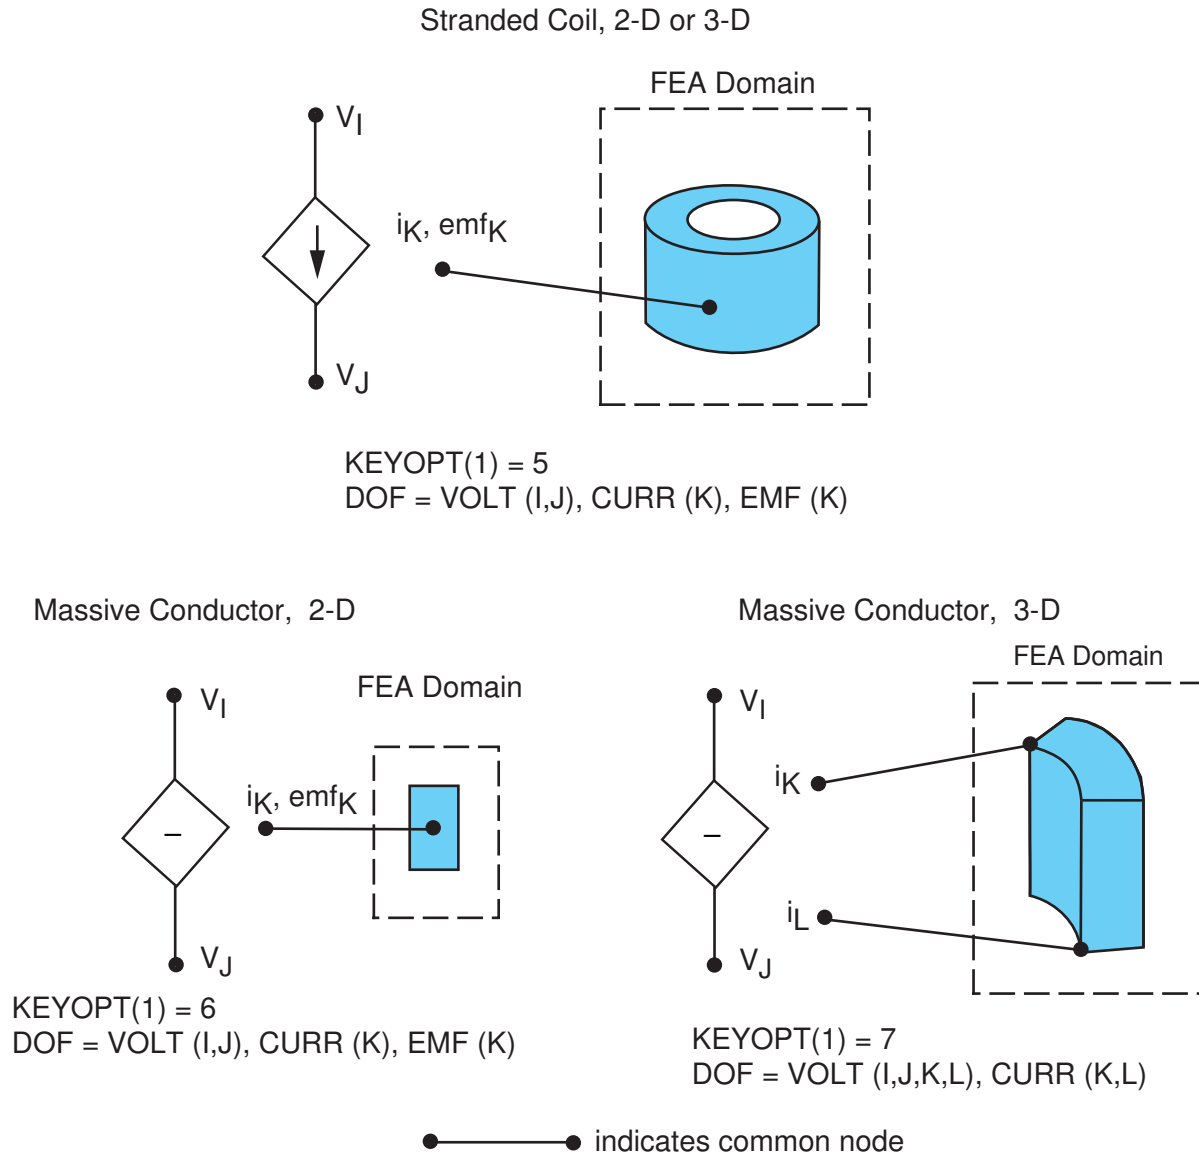 Stranded Coil, 2-D or 3-D
FEA Domain
VI
iK, emfK
VJ
KEYOPT(1) = 5
DOF = VOLT (I,J), CURR (K), EMF (K)
Massive Conductor, 2-D
FEA Domain
VI
iK, emfK
–
VJ
KEYOPT(1) = 6
DOF = VOLT (I,J), CURR (K), EMF (K)
Massive Conductor, 3-D
FEA Domain
VI
iK
–
iL
VJ
KEYOPT(1) = 7
DOF = VOLT (I,J,K,L), CURR (K,L)
indicates common node